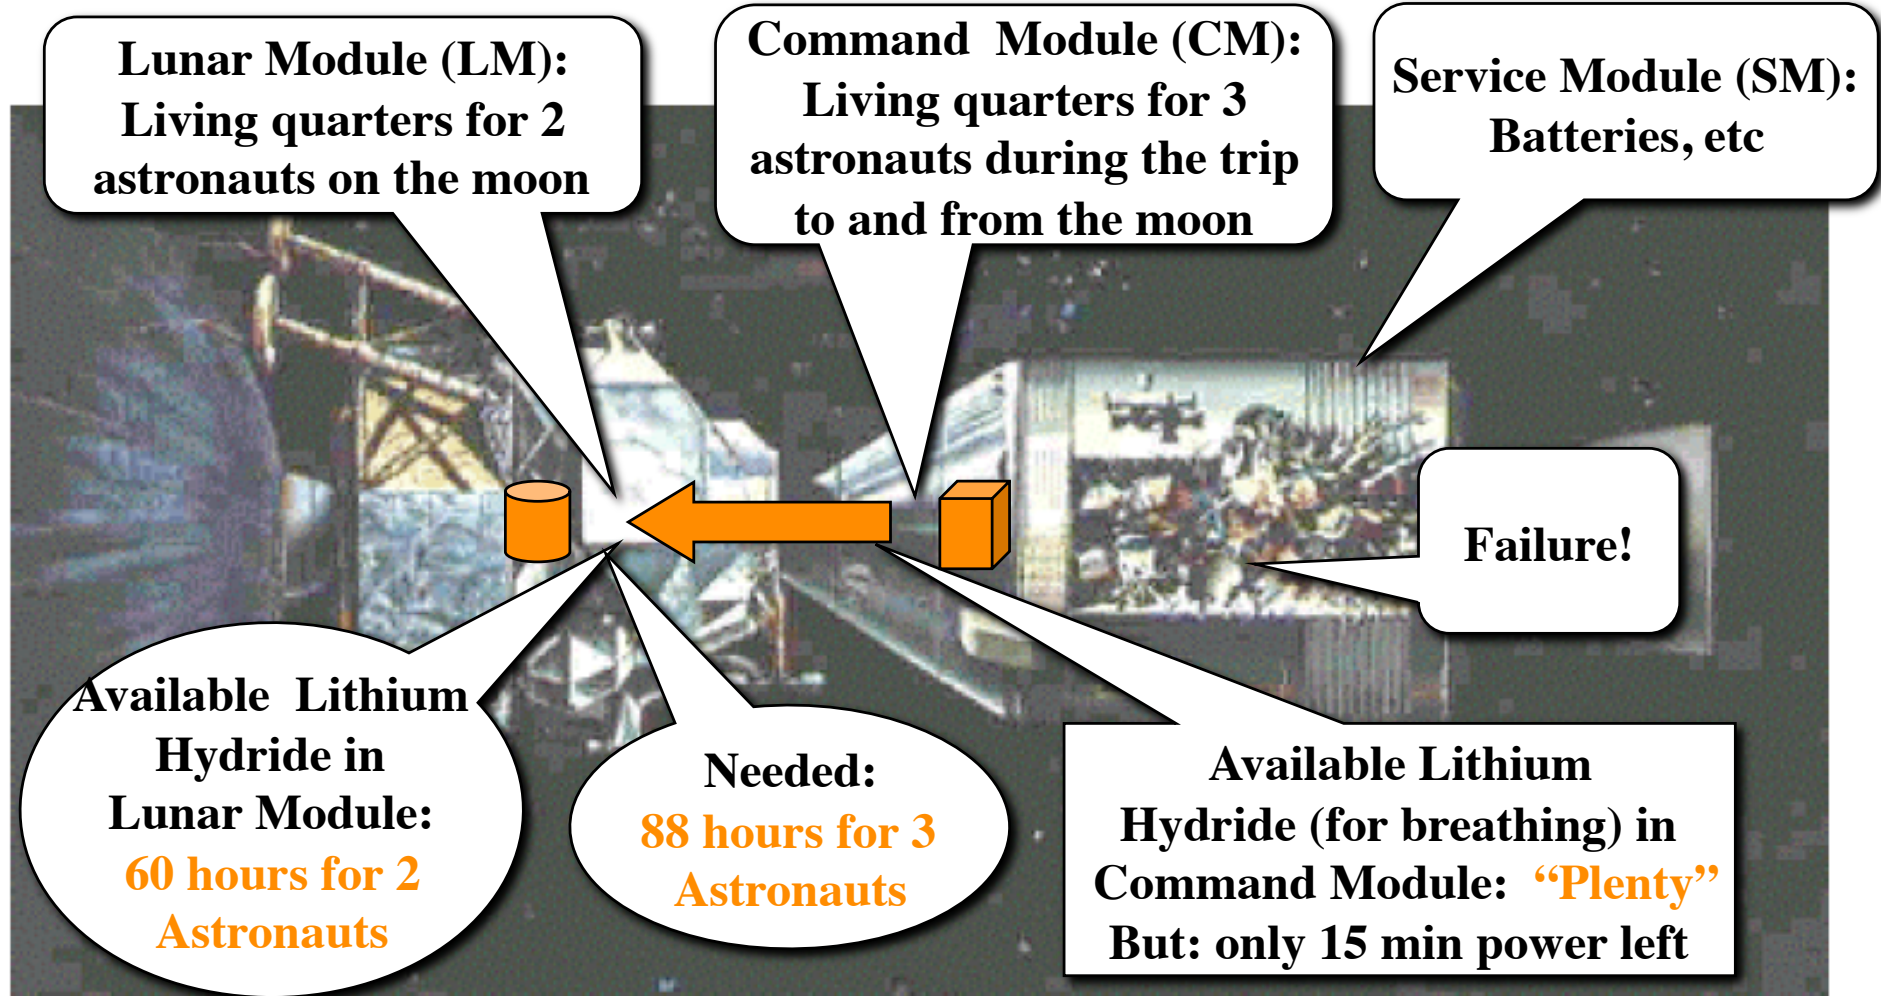 Lunar Module (LM):
Living quarters for 2
astronauts on the moon
Command Module (CM):
Living quarters for 3
astronauts during the trip
to and from the moon
Service Module (SM):
Batteries, etc
Failure!
Available Lithium
Hydride in
Lunar Module:
60 hours for 2
Astronauts
Needed:
88 hours for 3
Astronauts
Available Lithium
Hydride (for breathing) in
Command Module: “Plenty”
But: only 15 min power left